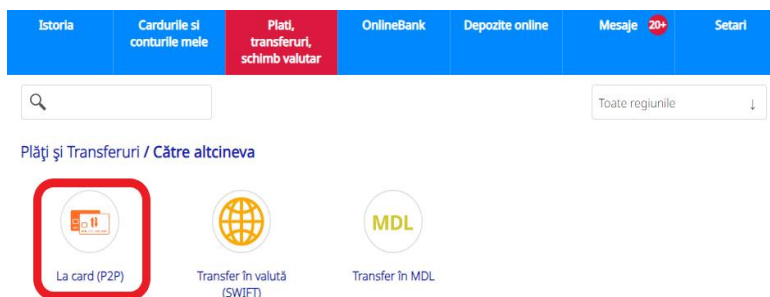 Istoria
Cardurile si
conturile mele
Plati,
transferuri,
schimb valutar
OnlineBank
Depozite online
Mesaje 20+
Setari
Toate regiunile ↓
Plăţi şi Transferuri / Către altcineva
MDL
La card (P2P)
Transfer în valută
(SWIFT)
Transfer în MDL